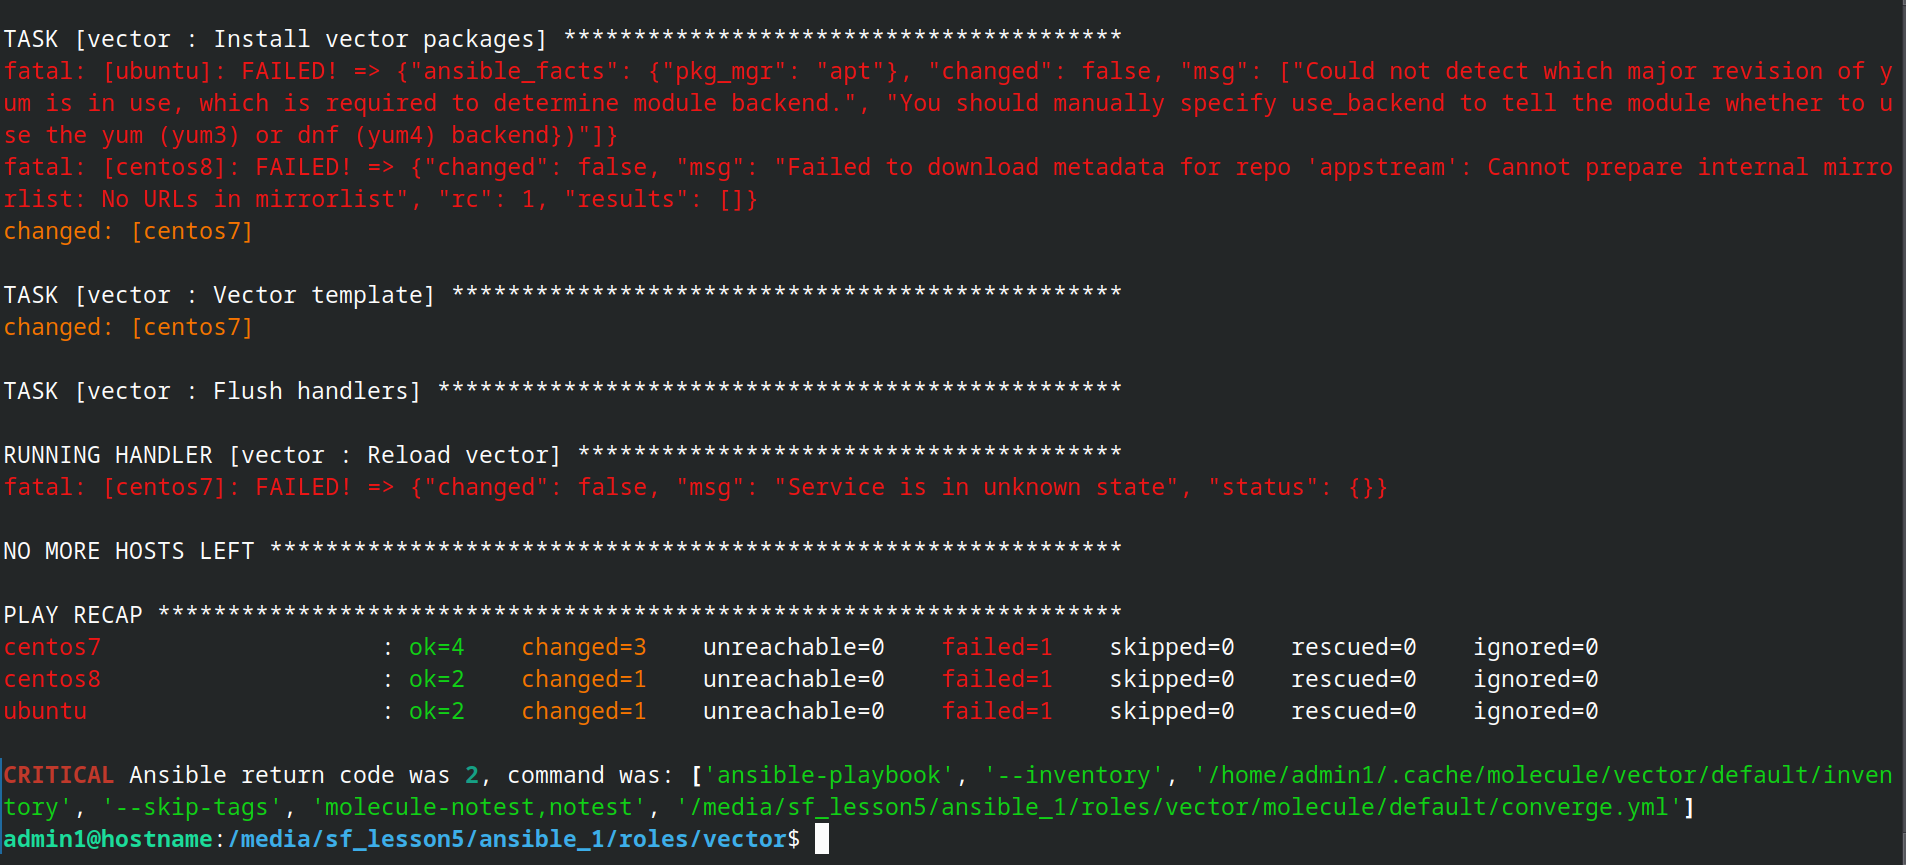 TASK [vector : Install vector packages] ****************************************
fatal: [ubuntu]: FAILED! => {"ansible_facts": {"pkg_mgr": "apt"}, "changed": false, "msg": ["Could not detect which major revision of y
um is in use, which is required to determine module backend.", "You should manually specify use_backend to tell the module whether to u
se the yum (yum3) or dnf (yum4) backend})"]}
fatal: [centos8]: FAILED! => {"changed": false, "msg": "Failed to download metadata for repo 'appstream': Cannot prepare internal mirro
rlist: No URLs in mirrorlist", "rc": 1, "results": []}
changed: [centos7]
TASK [vector : Vector template] ************************************************
changed: [centos7]
TASK [vector : Flush handlers] *************************************************
RUNNING HANDLER [vector : Reload vector] ***************************************
fatal: [centos7]: FAILED! => {"changed": false, "msg": "Service is in unknown state", "status": {}}
NO MORE HOSTS LEFT *************************************************************
PLAY RECAP *********************************************************************
centos7                    : ok=4    changed=3    unreachable=0    failed=1    skipped=0    rescued=0    ignored=0
centos8                    : ok=2    changed=1    unreachable=0    failed=1    skipped=0    rescued=0    ignored=0
ubuntu                     : ok=2    changed=1    unreachable=0    failed=1    skipped=0    rescued=0    ignored=0
CRITICAL Ansible return code was 2, command was: ['ansible-playbook', '--inventory', '/home/admin1/.cache/molecule/vector/default/inven
tory', '--skip-tags', 'molecule-notest,notest', '/media/sf_lesson5/ansible_1/roles/vector/molecule/default/converge.yml']
admin1@hostname:/media/sf_lesson5/ansible_1/roles/vector$